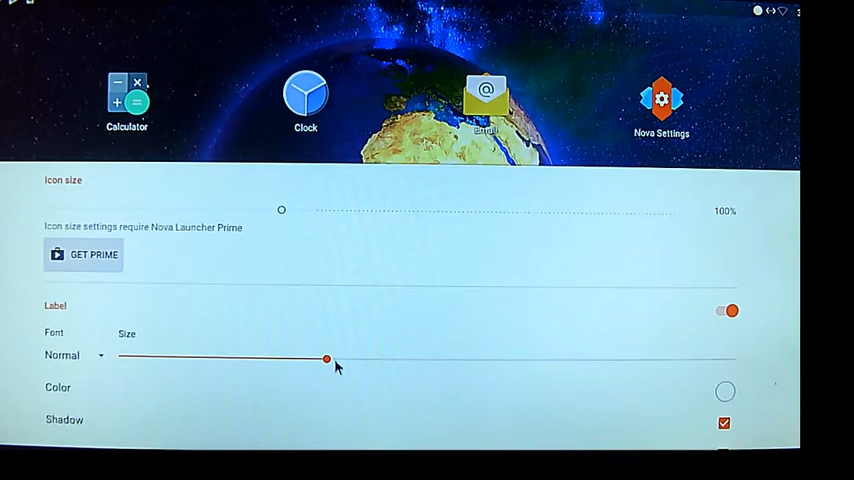 Calculator
Clock
Email
Nova Settings
Icon size
100%
Icon size settings require Nova Launcher Prime
GET PRIME
Label
Font
Size
Normal
Color
Shadow